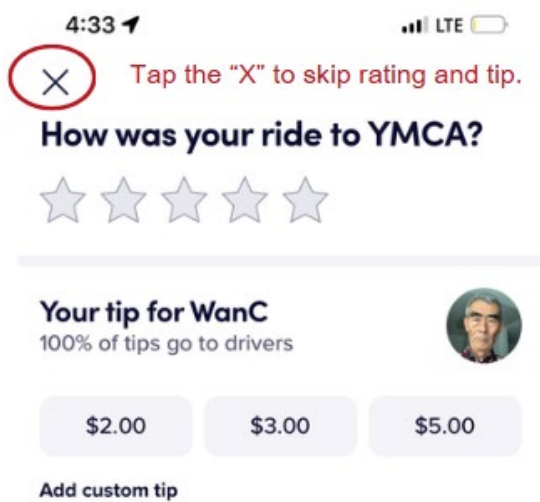 4:33 LTE
X Tap the “X” to skip rating and tip.
How was your ride to YMCA?
Your tip for WanC
100% of tips go to drivers
$2.00 $3.00 $5.00
Add custom tip